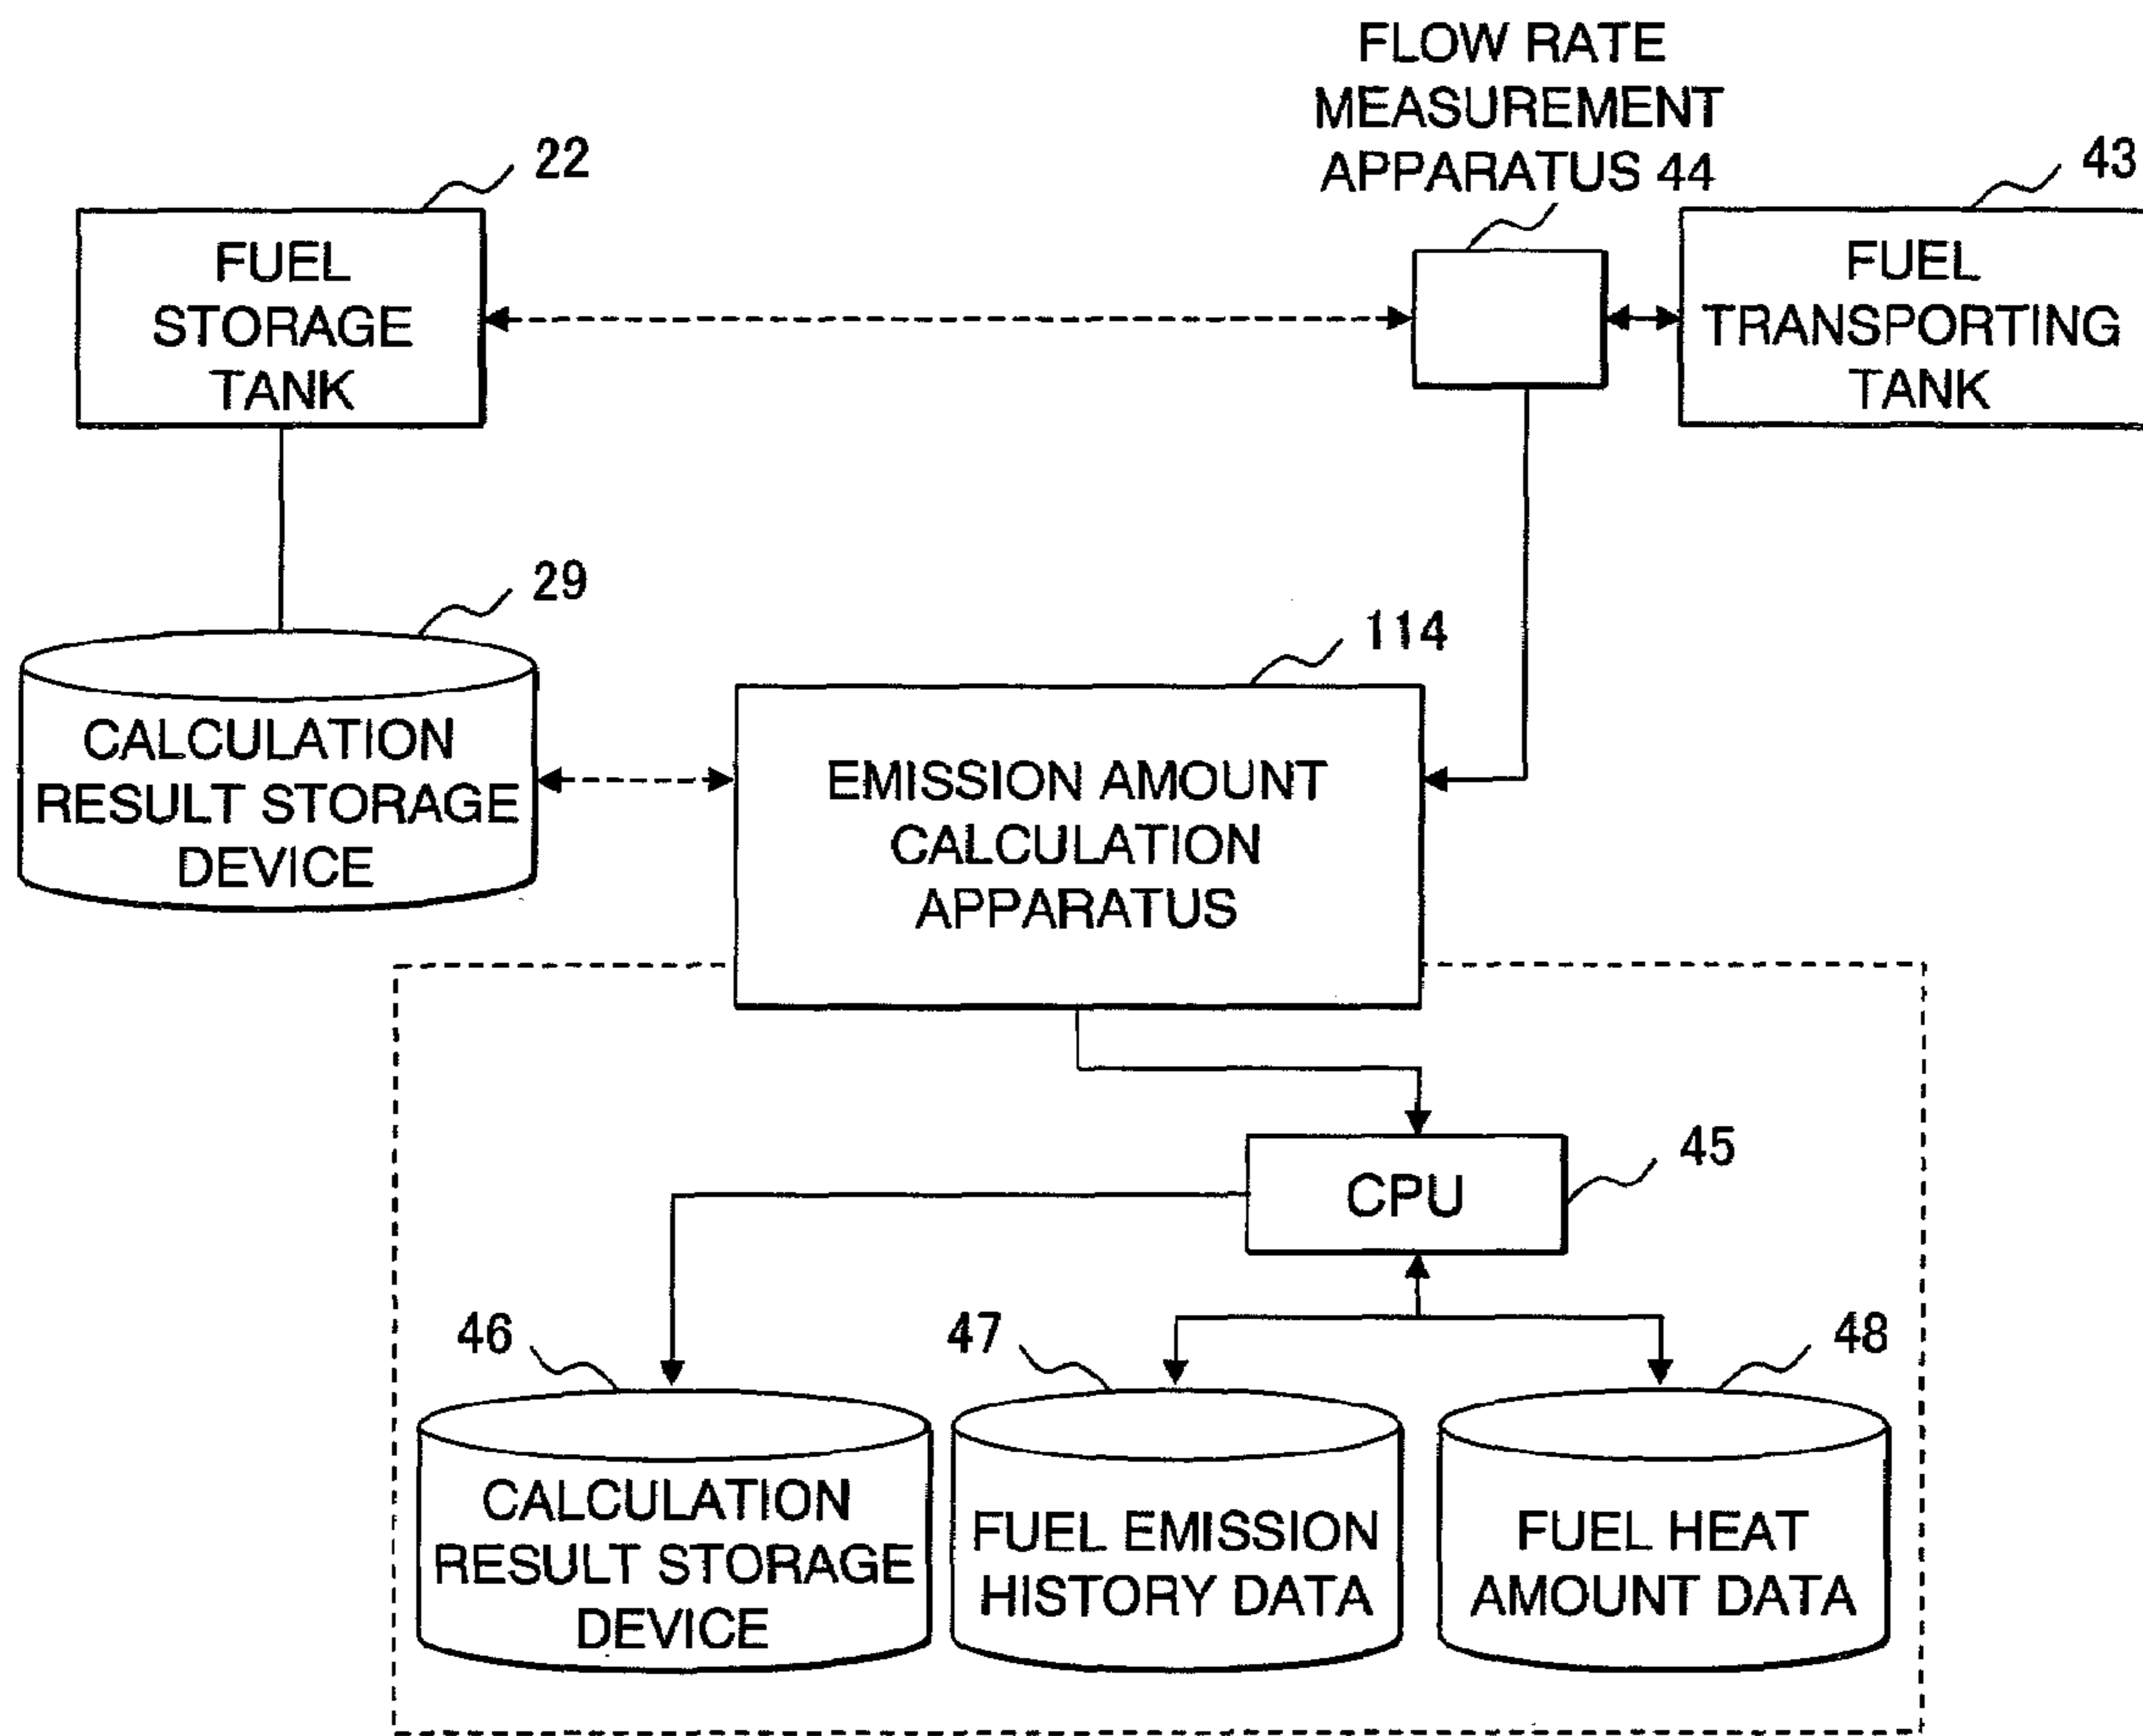 FLOW RATE
MEASUREMENT
APPARATUS 44
22
43
FUEL
STORAGE
TANK
FUEL
TRANSPORTING
TANK
29
CALCULATION
RESULT STORAGE
DEVICE
114
EMISSION AMOUNT
CALCULATION
APPARATUS
45
CPU
46
47
48
CALCULATION
RESULT STORAGE
DEVICE
FUEL EMISSION
HISTORY DATA
FUEL HEAT
AMOUNT DATA